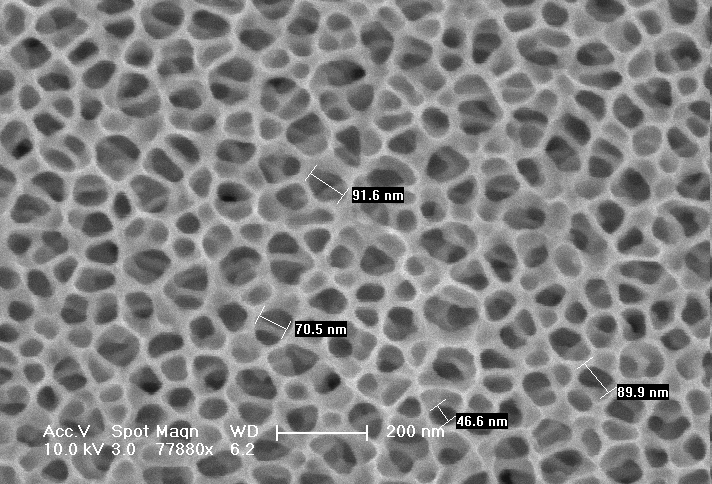 91.6 nm
70.5 nm
89.9 nm
46.6 nm
Acc.V Spot Magn WD 200 nm
10.0 kV 3.0 77880x 6.2